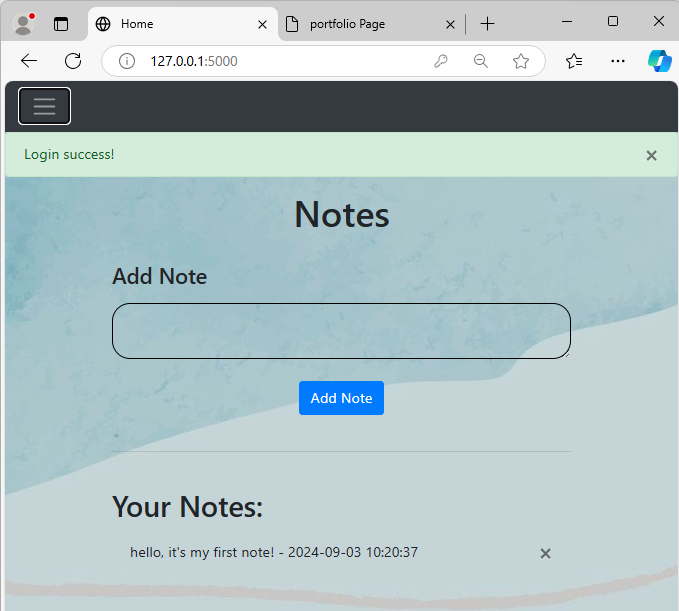 Home
portfolio Page
127.0.0.1:5000
Login success!
Notes
Add Note
Add Note
Your Notes:
hello, it's my first note! - 2024-09-03 10:20:37